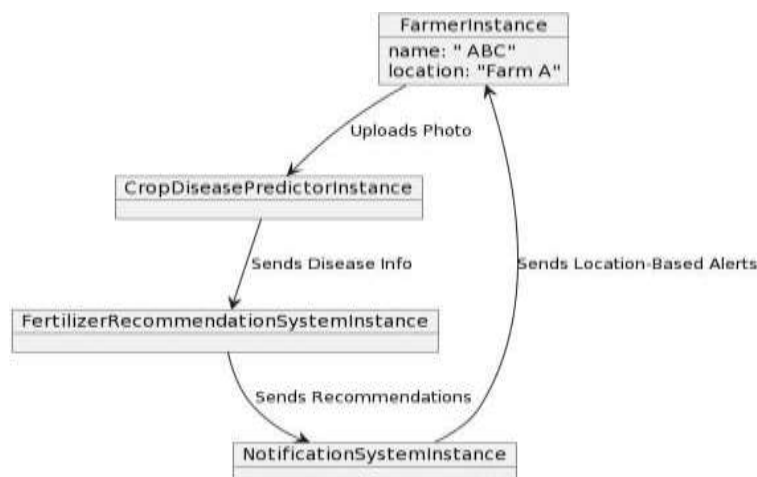 FarmerInstance
name: " ABC"
location: "Farm A"
Uploads Photo
CropDiseasePredictorInstance
Sends Disease Info
Sends Location-Based Alerts
FertilizerRecommendationSystemInstance
Sends Recommendations
NotificationSystemInstance